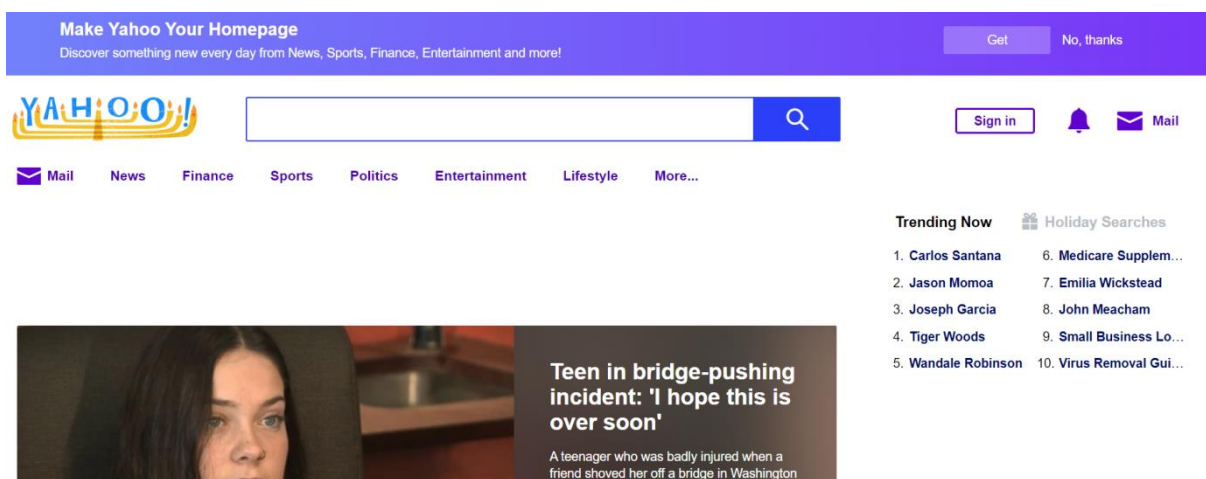 Make Yahoo Your Homepage
Discover something new every day from News, Sports, Finance, Entertainment and more!
Get
No, thanks
YAHOO!
Sign in
Mail
Mail
News
Finance
Sports
Politics
Entertainment
Lifestyle
More...
Trending Now
Holiday Searches
1. Carlos Santana
2. Jason Momoa
3. Joseph Garcia
4. Tiger Woods
5. Wandale Robinson
6. Medicare Supplem...
7. Emilia Wickstead
8. John Meacham
9. Small Business Lo...
10. Virus Removal Gui...
Teen in bridge-pushing
incident: 'I hope this is
over soon'
A teenager who was badly injured when a
friend shoved her off a bridge in Washington